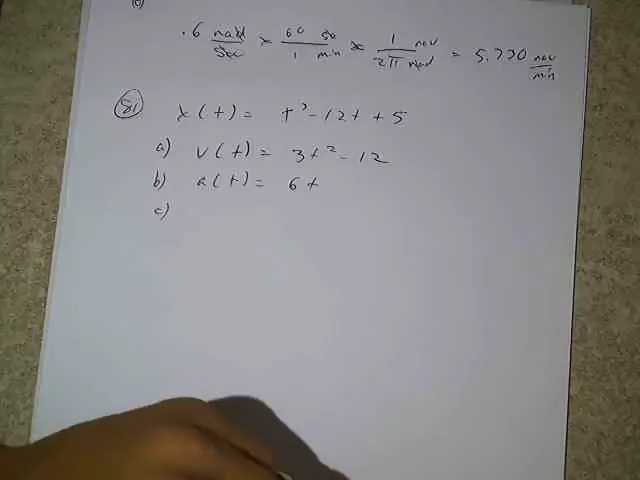 (c)
.6 rad/sec × 60 sec/1 min × 1 rev/2π rad = 5.730 rev/min
81 x(t) = t³ - 12t + 5
a) v(t) = 3t² - 12
b) a(t) = 6t
c)